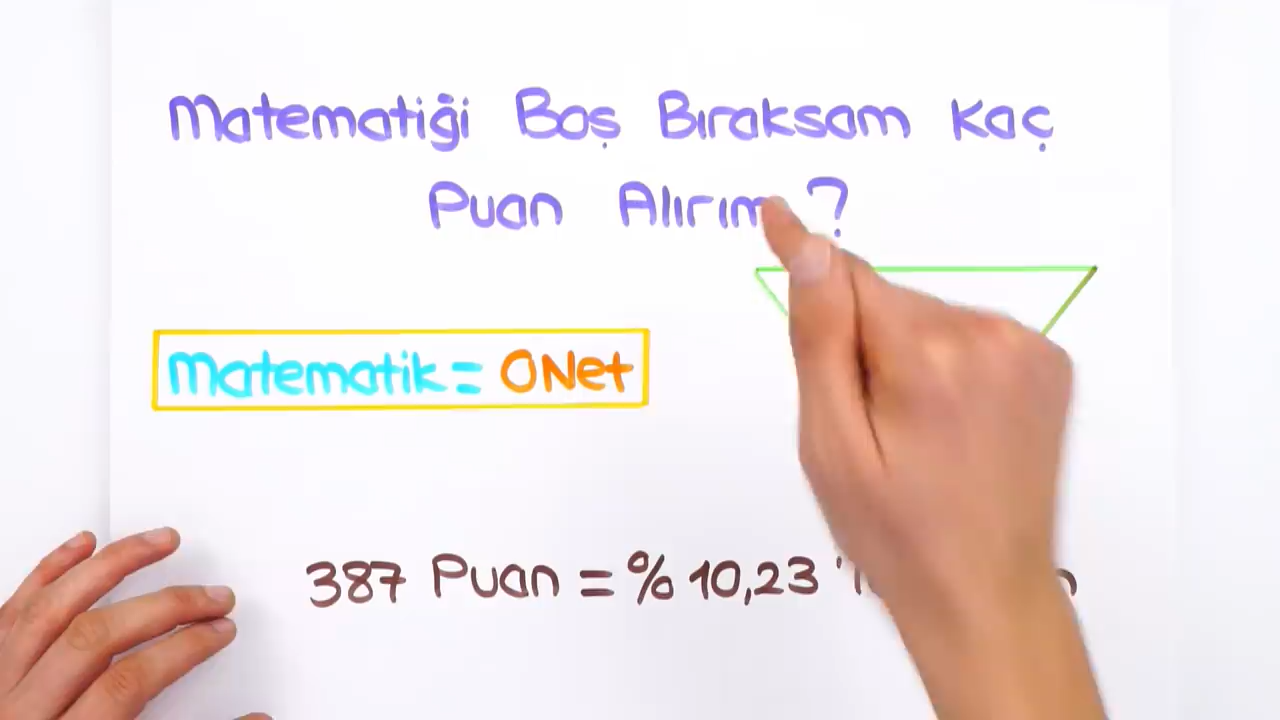 Matematiği Boş Bıraksam Kaç
Puan Alırım ?
Matematik = 0Net
387 Puan = % 10,23